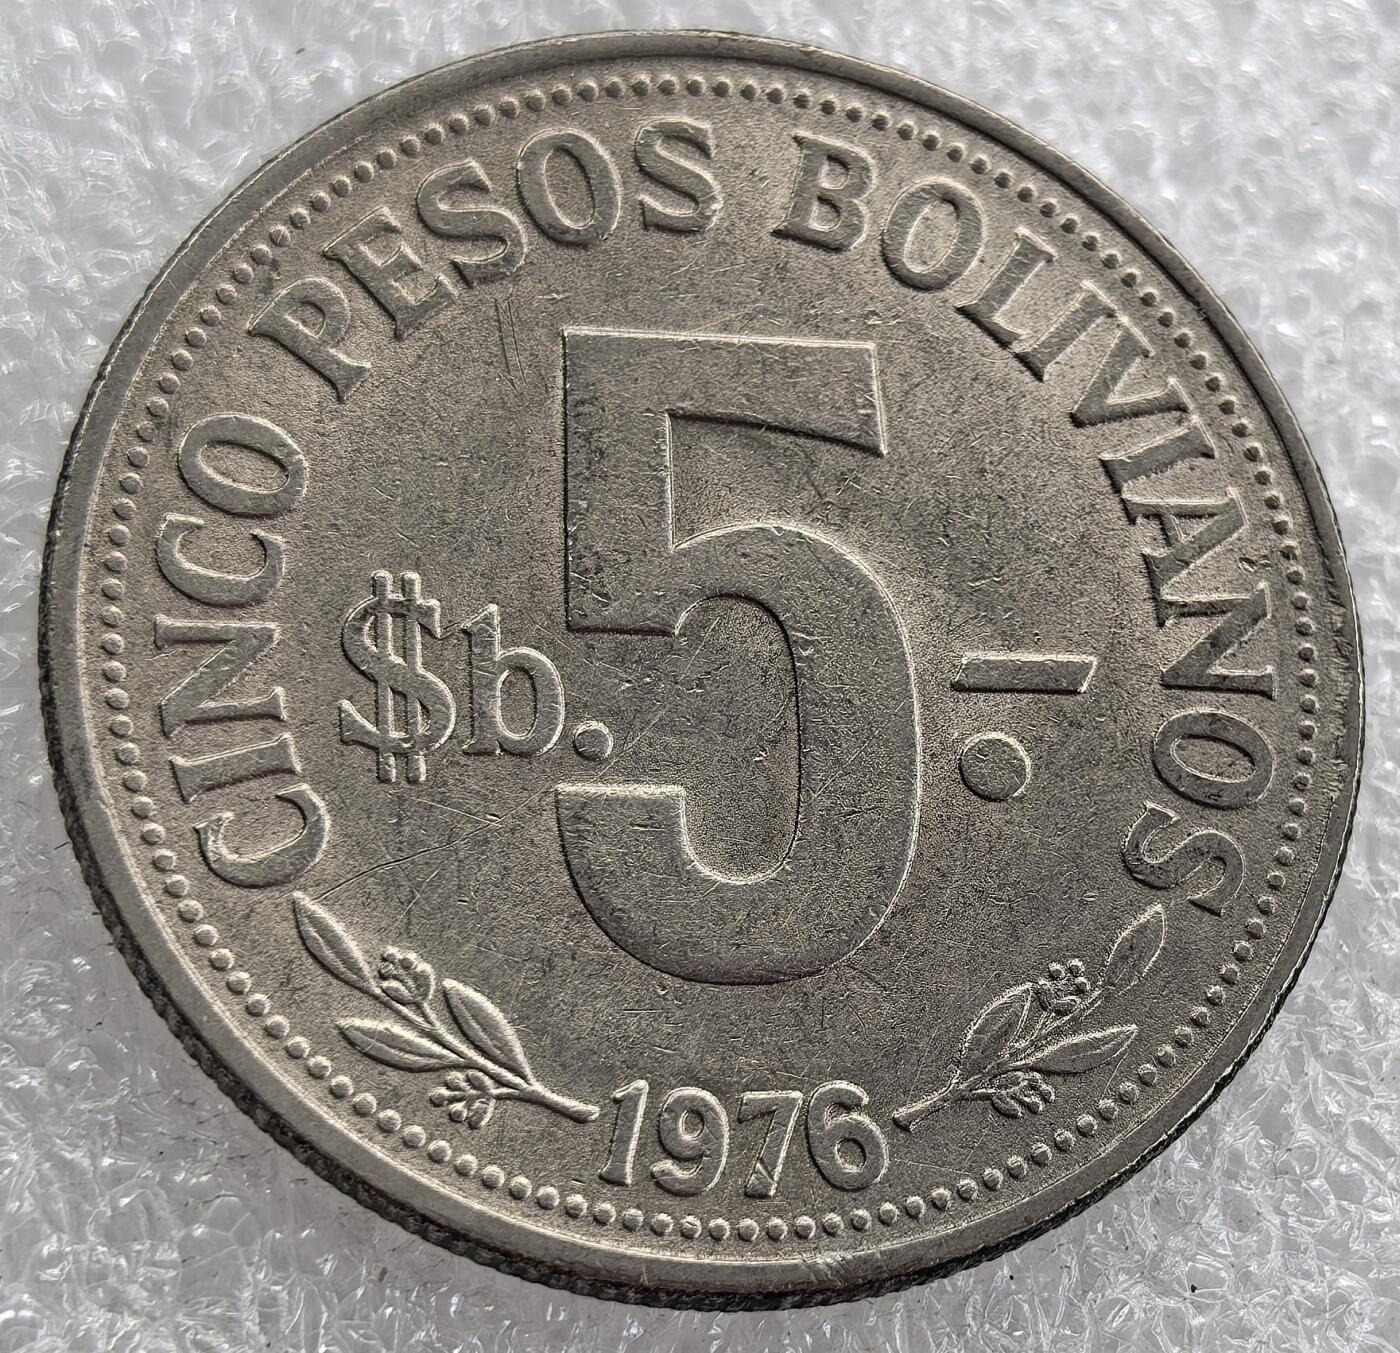 CINCO PESOS BOLIVIANOS
$b. 5.-
1976